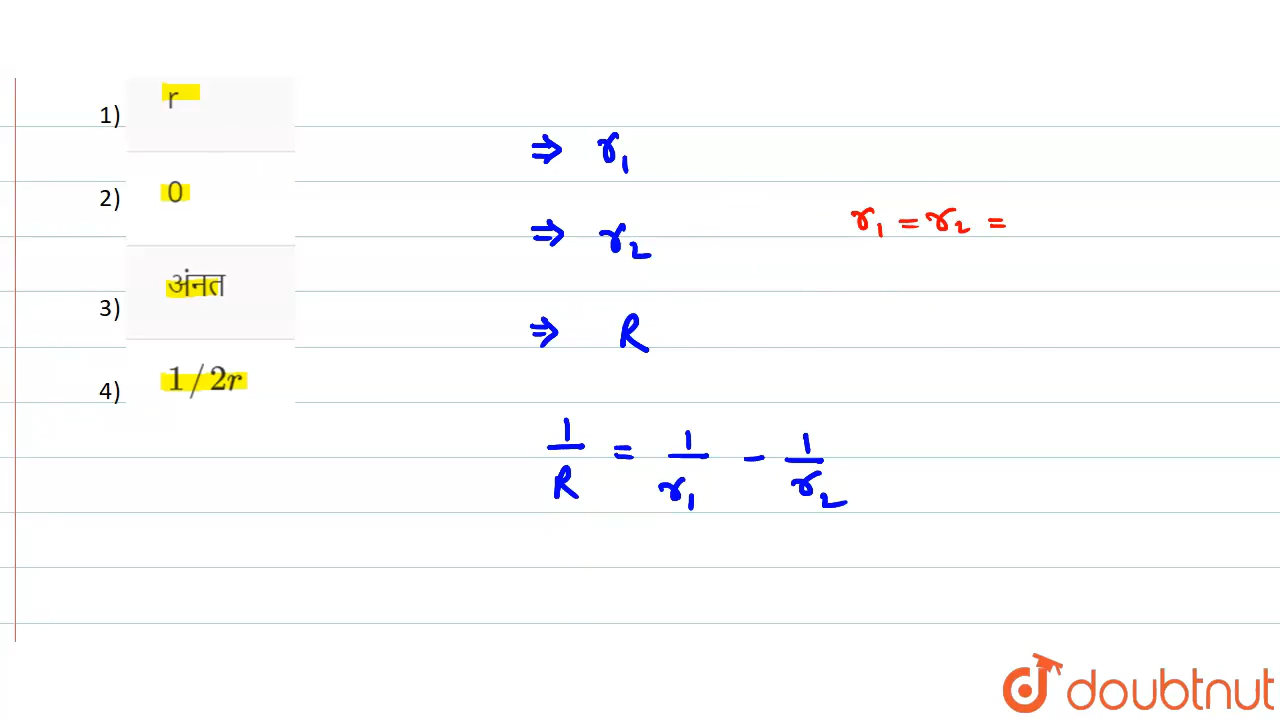 1) r
2) 0
3) अंनत
4) 1/2r
⇒ r₁
⇒ r₂
r₁ = r₂ =
⇒ R
1/R = 1/r₁ - 1/r₂
doubtnut